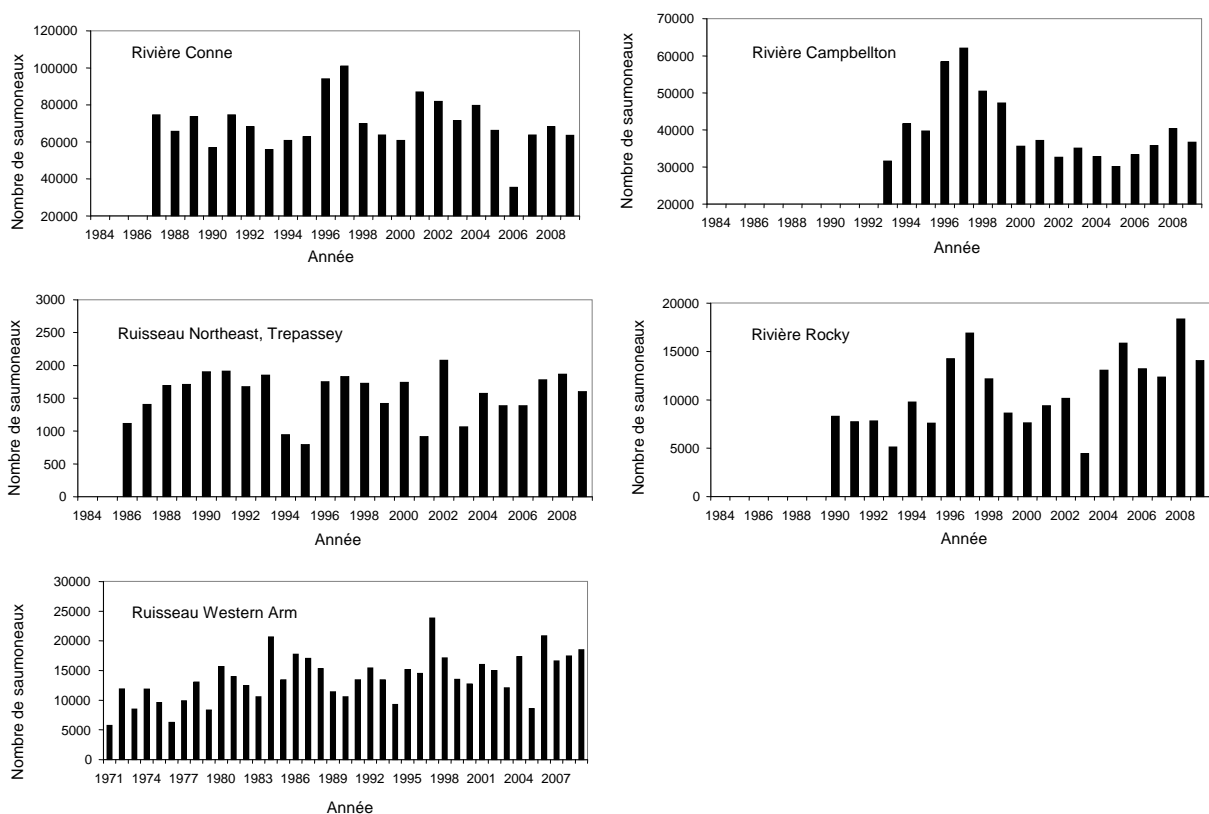 Rivière Conne
Nombre de saumoneaux
120000
100000
80000
60000
40000
20000
1984 1986 1988 1990 1992 1994 1996 1998 2000 2002 2004 2006 2008
Année
Rivière Campbellton
Nombre de saumoneaux
70000
60000
50000
40000
30000
20000
1984 1986 1988 1990 1992 1994 1996 1998 2000 2002 2004 2006 2008
Année
Ruisseau Northeast, Trepassey
Nombre de saumoneaux
3000
2500
2000
1500
1000
500
0
1984 1986 1988 1990 1992 1994 1996 1998 2000 2002 2004 2006 2008
Année
Rivière Rocky
Nombre de saumoneaux
20000
15000
10000
5000
0
1984 1986 1988 1990 1992 1994 1996 1998 2000 2002 2004 2006 2008
Année
Ruisseau Western Arm
Nombre de saumoneaux
30000
25000
20000
15000
10000
5000
0
1971 1974 1977 1980 1983 1986 1989 1992 1995 1998 2001 2004 2007
Année